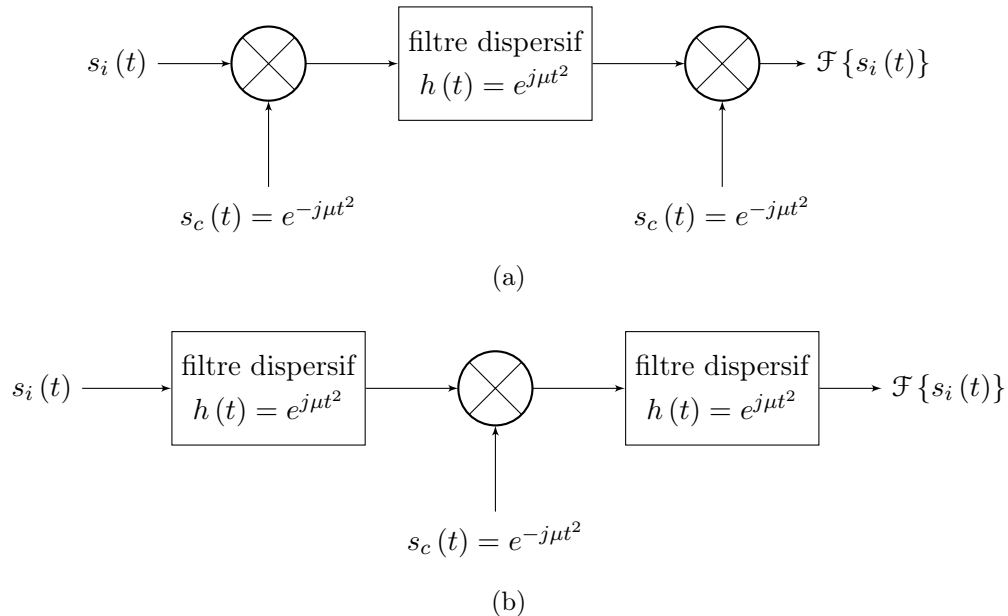 s_i (t)
filtre dispersif
h (t) = e^{jμt^2}
ℱ {s_i (t)}
s_c (t) = e^{-jμt^2}
s_c (t) = e^{-jμt^2}
(a)
s_i (t)
filtre dispersif
h (t) = e^{jμt^2}
filtre dispersif
h (t) = e^{jμt^2}
ℱ {s_i (t)}
s_c (t) = e^{-jμt^2}
(b)